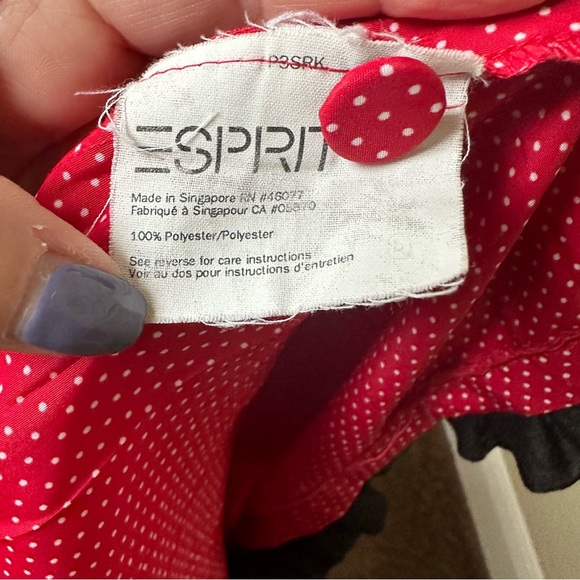 P3SRK
ESPRIT
Made in Singapore RN #46077
Fabriqué à Singapour CA
100% Polyester/Polyester
See reverse for care instructions
Voir au dos pour instructions d'entretien